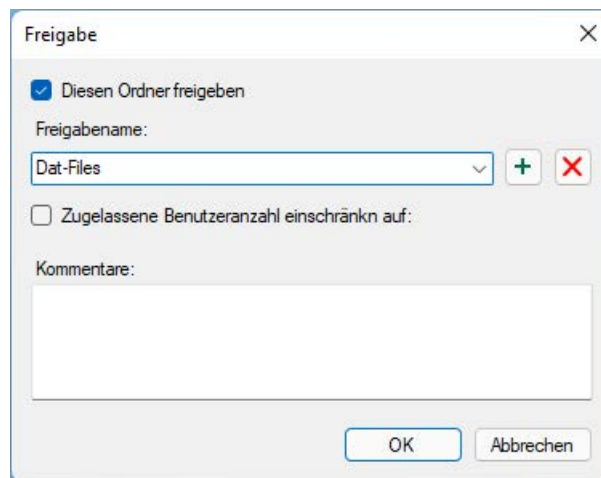 Freigabe
Diesen Ordner freigeben
Freigabename:
Dat-Files
Zugelassene Benutzeranzahl einschränkn auf:
Kommentare:
OK Abbrechen